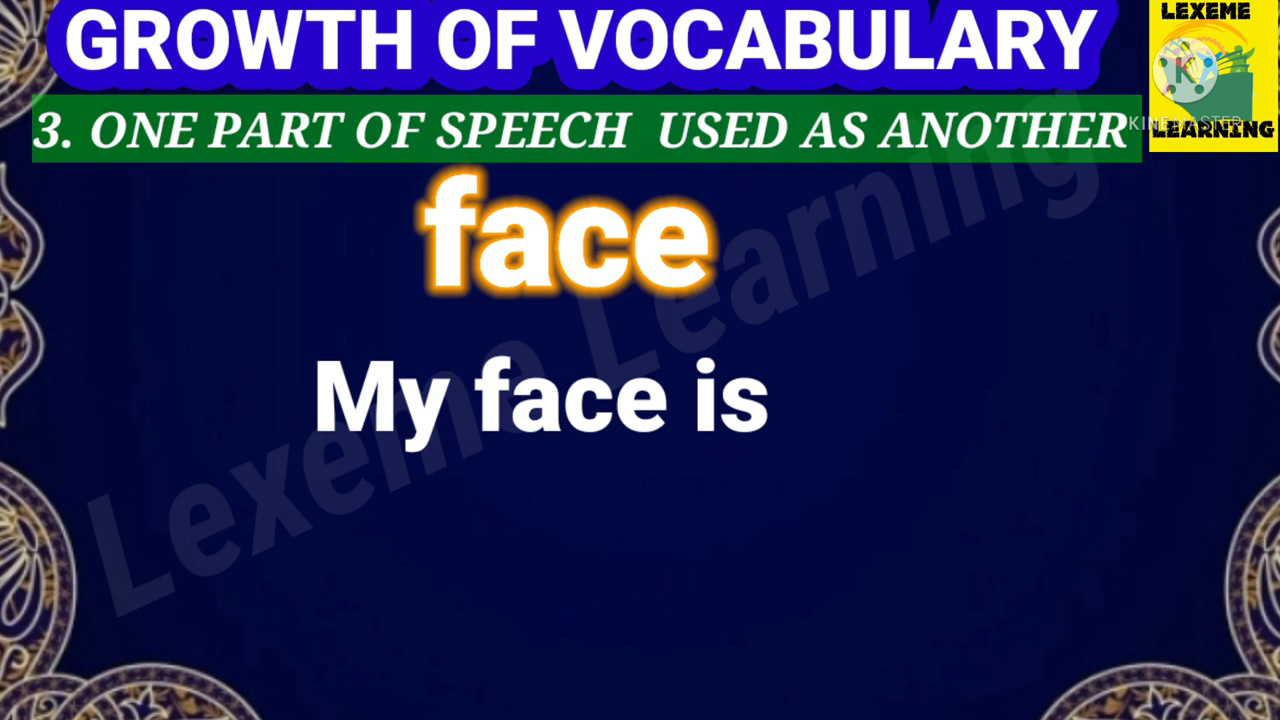 GROWTH OF VOCABULARY
LEXEME
K
3. ONE PART OF SPEECH USED AS ANOTHER
KINEMASTER
LEARNING
face
My face is
Lexeme Learning